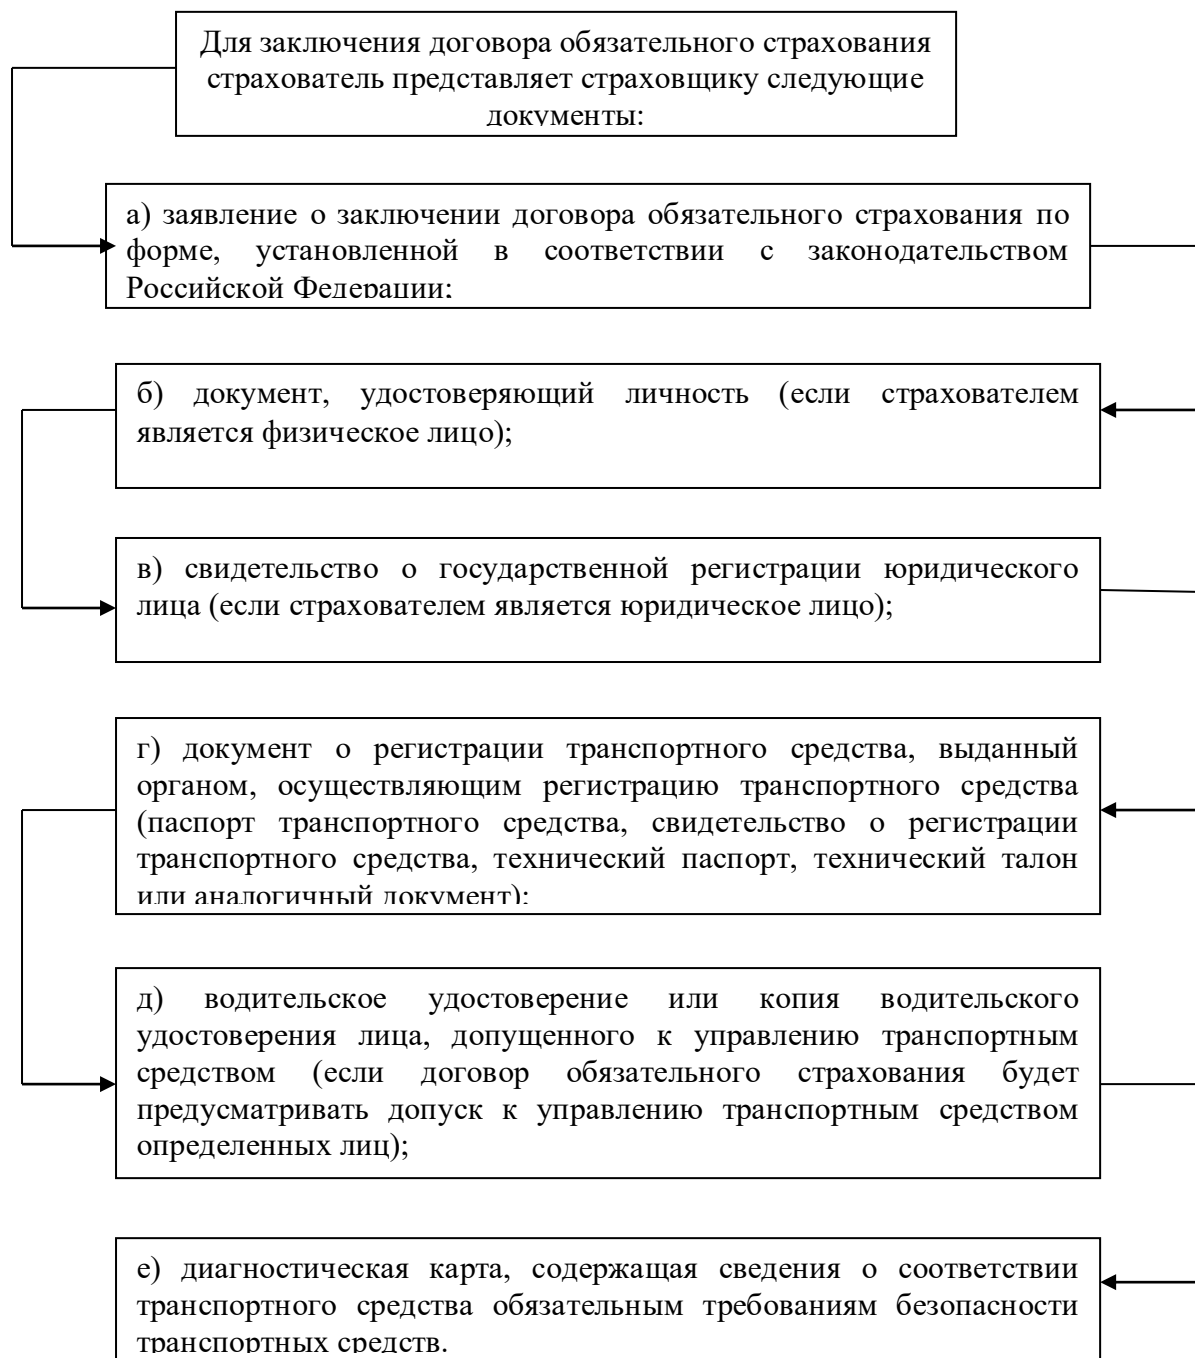 Для заключения договора обязательного страхования
страхователь представляет страховщику следующие
документы:
а) заявление о заключении договора обязательного страхования по
форме, установленной в соответствии с законодательством
Российской Федерации;
б) документ, удостоверяющий личность (если страхователем
является физическое лицо);
в) свидетельство о государственной регистрации юридического
лица (если страхователем является юридическое лицо);
г) документ о регистрации транспортного средства, выданный
органом, осуществляющим регистрацию транспортного средства
(паспорт транспортного средства, свидетельство о регистрации
транспортного средства, технический паспорт, технический талон
или аналогичный документ);
д) водительское удостоверение или копия водительского
удостоверения лица, допущенного к управлению транспортным
средством (если договор обязательного страхования будет
предусматривать допуск к управлению транспортным средством
определенных лиц);
е) диагностическая карта, содержащая сведения о соответствии
транспортного средства обязательным требованиям безопасности
транспортных средств.